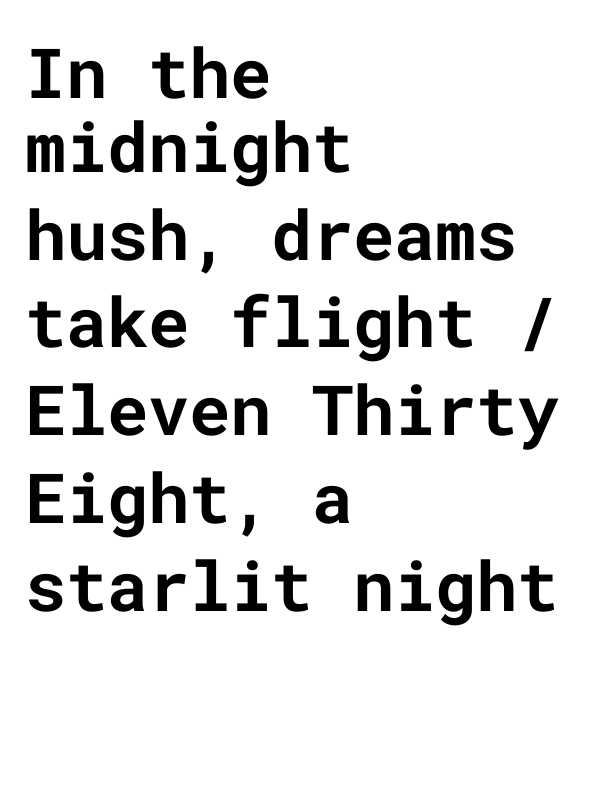 In the
midnight
hush, dreams
take flight /
Eleven Thirty
Eight, a
starlit night